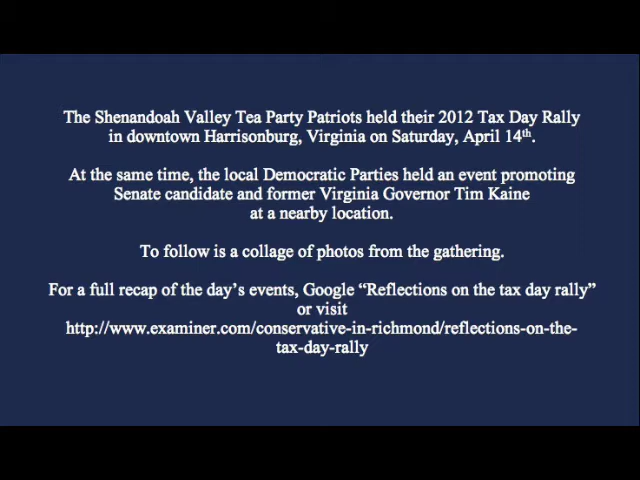 The Shenandoah Valley Tea Party Patriots held their 2012 Tax Day Rally
in downtown Harrisonburg, Virginia on Saturday, April 14th.
At the same time, the local Democratic Parties held an event promoting
Senate candidate and former Virginia Governor Tim Kaine
at a nearby location.
To follow is a collage of photos from the gathering.
For a full recap of the day's events, Google “Reflections on the tax day rally”
or visit
http://www.examiner.com/conservative-in-richmond/reflections-on-the-
tax-day-rally